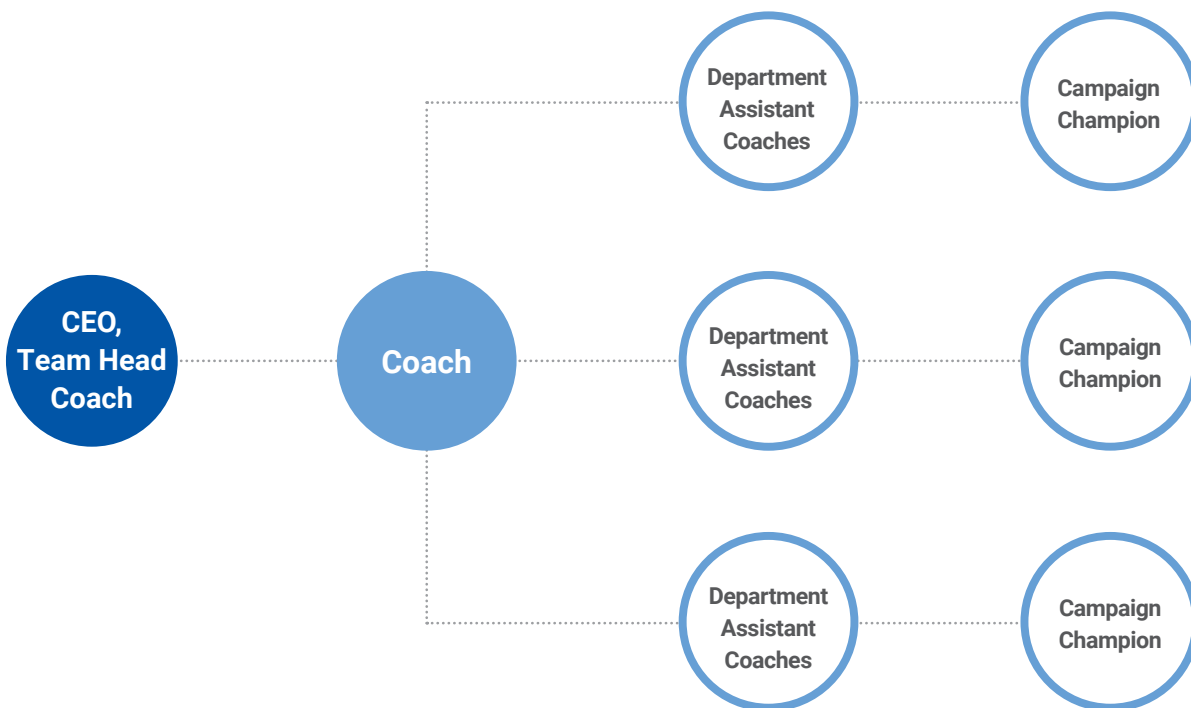 CEO,
Team Head
Coach
Coach
Department
Assistant
Coaches
Campaign
Champion
Department
Assistant
Coaches
Campaign
Champion
Department
Assistant
Coaches
Campaign
Champion